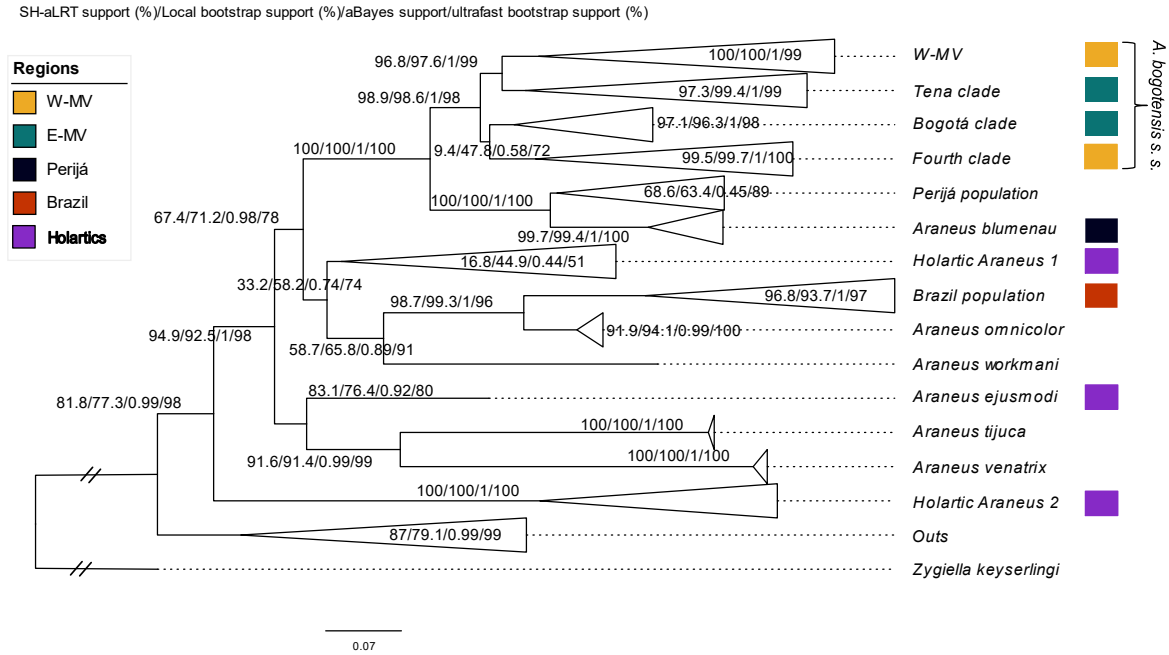 SH-aLRT support (%)/Local bootstrap support (%)/aBayes support/ultrafast bootstrap support (%)
Regions
W-MV
E-MV
Perijá
Brazil
Holartics
96.8/97.6/1/99
100/100/1/99
W-MV
97.3/99.4/1/99
Tena clade
98.9/98.6/1/98
97.1/96.3/1/98
Bogotá clade
9.4/47.8/0.58/72
99.5/99.7/1/100
Fourth clade
A. bogotensis s. s.
100/100/1/100
68.6/63.4/0.45/89
Perijá population
100/100/1/100
99.7/99.4/1/100
Araneus blumenau
67.4/71.2/0.98/78
16.8/44.9/0.44/51
Holartic Araneus 1
33.2/58.2/0.74/74
98.7/99.3/1/96
96.8/93.7/1/97
Brazil population
91.9/94.1/0.99/100
Araneus omnicolor
94.9/92.5/1/98
58.7/65.8/0.89/91
Araneus workmani
83.1/76.4/0.92/80
Araneus ejusmodi
81.8/77.3/0.99/98
100/100/1/100
Araneus tijuca
91.6/91.4/0.99/99
100/100/1/100
Araneus venatrix
100/100/1/100
Holartic Araneus 2
87/79.1/0.99/99
Outs
Zygiella keyserlingi
0.07